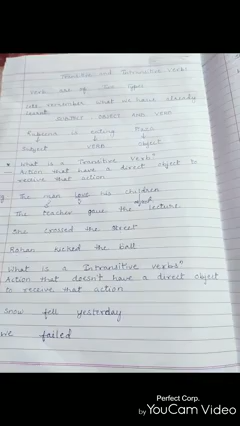 Transitive and Intransitive Verbs
Verb are of Two Types
Lets remember what we have already
learnt.
SUBJECT, OBJECT AND VERB
is eating
Subject VERB object
* What is a Transitive Verb"
Action that have a direct object to
receive that action.
The man love his children
The teacher gave the lecture.
object
She crossed the street
Rohan kicked the ball
What is a Intransitive verbs"
Action that doesn't have a direct object
to receive that action
Snow fell yesterday
We failed
Perfect Corp.
by YouCam Video